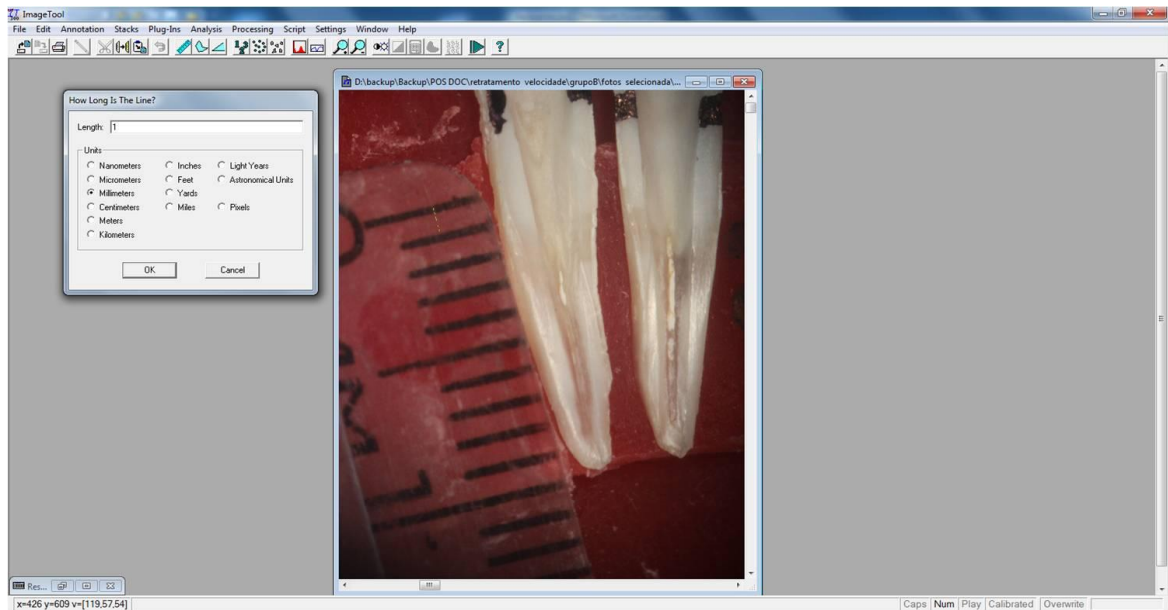 ImageTool
File Edit Annotation Stacks Plug-Ins Analysis Processing Script Settings Window Help
D:\backup\Backup\POS DOC\retratamento velocidade\grupoB\fotos selecionada\...
How Long Is The Line?
Length: 1
Units
Nanometers Inches Light Years
Micrometers Feet Astronomical Units
Millimeters Yards
Centimeters Miles Pixels
Meters
Kilometers
OK Cancel
0
1
Res...
x=426 y=609 v=[119,57,54] Caps Num Play Calibrated Overwrite